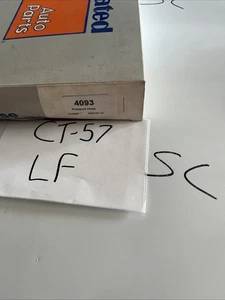 ated
Auto
Parts
4093
CT-57
LF
SC